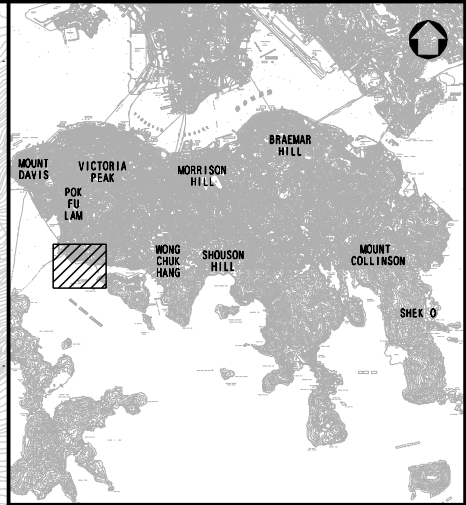 BRAEMAR
HILL
MOUNT
DAVIS
VICTORIA
PEAK
MORRISON
HILL
POK
FU
LAM
WONG
CHUK
HANG
SHOUSON
HILL
MOUNT
COLLINSON
SHEK O